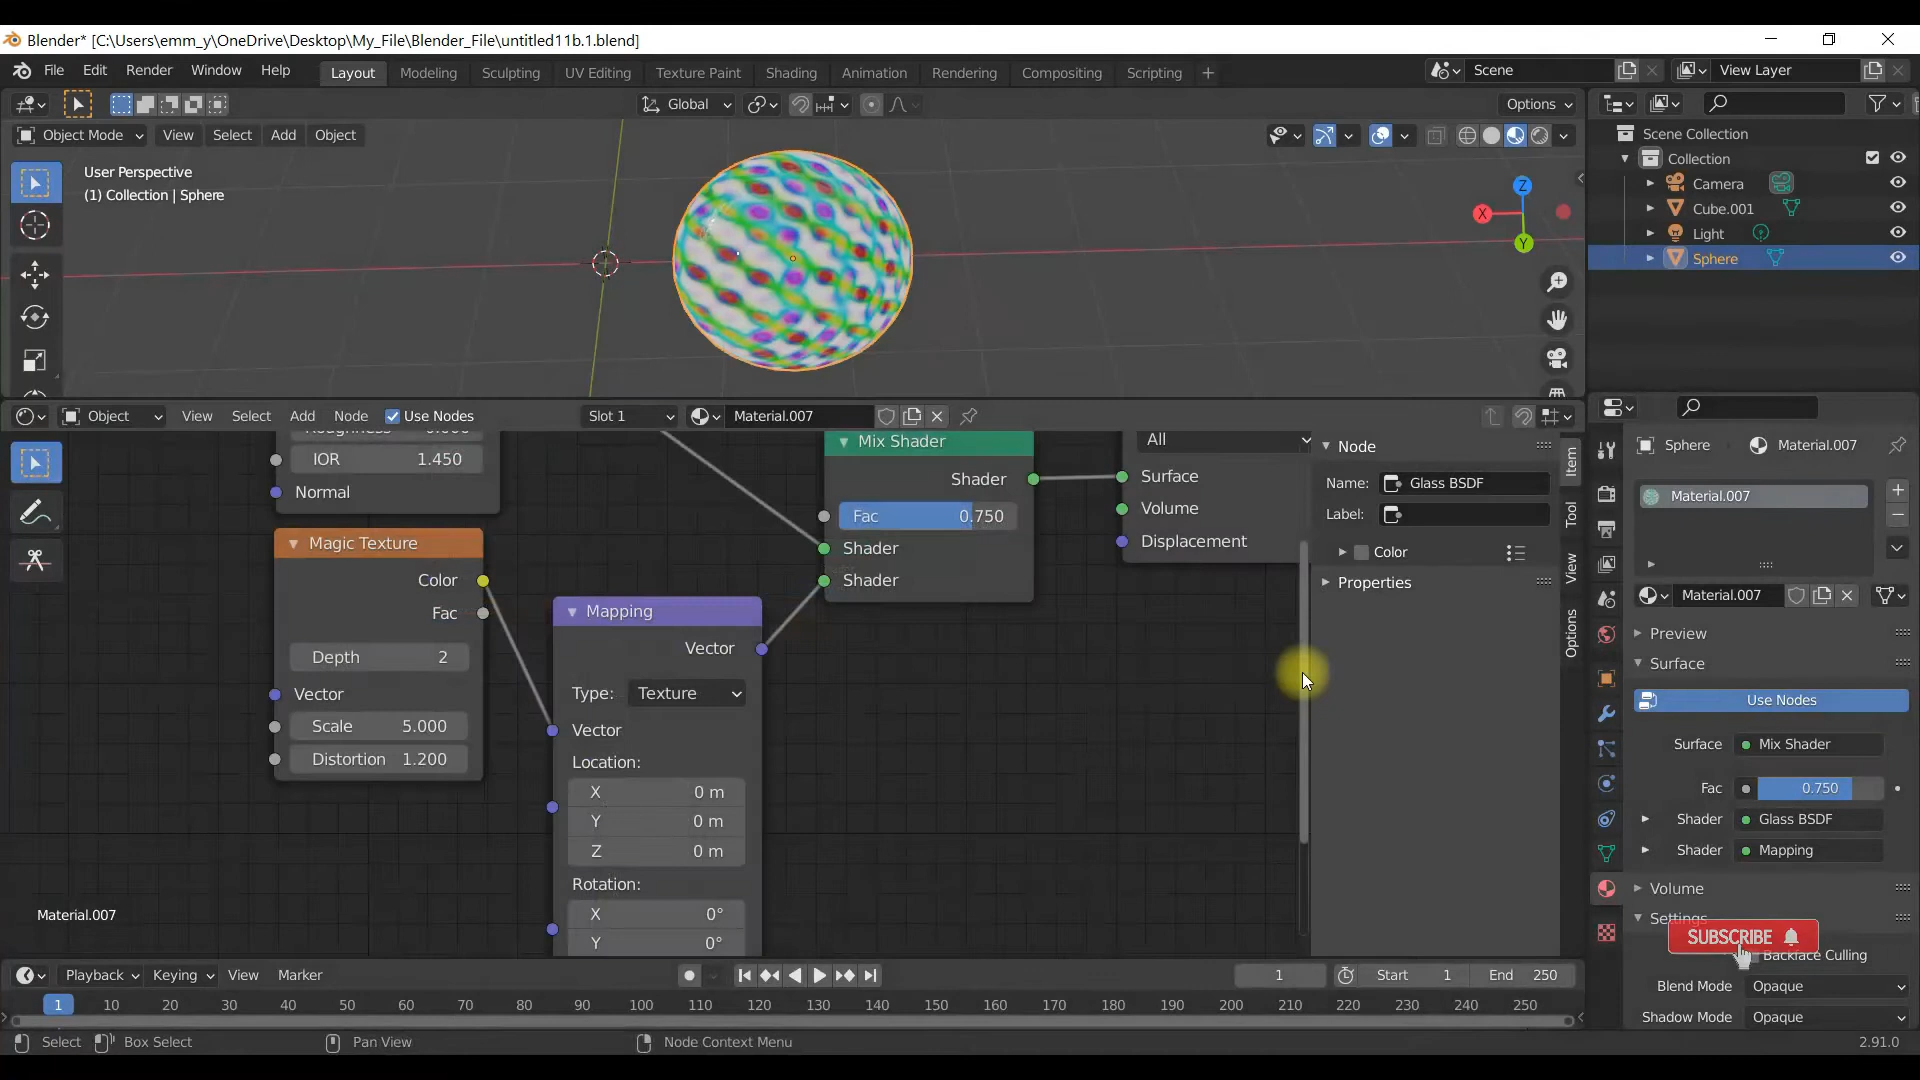 Blender* [C:\Users\emm_y\OneDrive\Desktop\My_File\Blender_File\untitled11b.1.blend]
File Edit Render Window Help Layout Modeling Sculpting UV Editing Texture Paint Shading Animation Rendering Compositing Scripting + Scene View Layer
Global Options
Object Mode View Select Add Object
User Perspective
(1) Collection | Sphere
Z
X
Y
Scene Collection
Collection
Camera
Cube.001
Light
Sphere
Object View Select Add Node Use Nodes Slot 1 Material.007
Roughness 0.000
IOR 1.450
Normal
Magic Texture
Color
Fac
Depth 2
Vector
Scale 5.000
Distortion 1.200
Mapping
Vector
Type: Texture
Vector
Location:
X 0 m
Y 0 m
Z 0 m
Rotation:
X 0°
Y 0°
Mix Shader
Shader
Fac 0.750
Shader
Shader
All
Surface
Volume
Displacement
Node
Name: Glass BSDF
Label:
Color
Properties
Item
Tool
View
Options
Material.007
Sphere Material.007
Material.007
Material.007
Preview
Surface
Use Nodes
Surface Mix Shader
Fac 0.750
Shader Glass BSDF
Shader Mapping
Volume
Settings
SUBSCRIBE
Backface Culling
Blend Mode Opaque
Shadow Mode Opaque
Playback Keying View Marker 1 Start 1 End 250
1 10 20 30 40 50 60 70 80 90 100 110 120 130 140 150 160 170 180 190 200 210 220 230 240 250
Select Box Select Pan View Node Context Menu 2.91.0